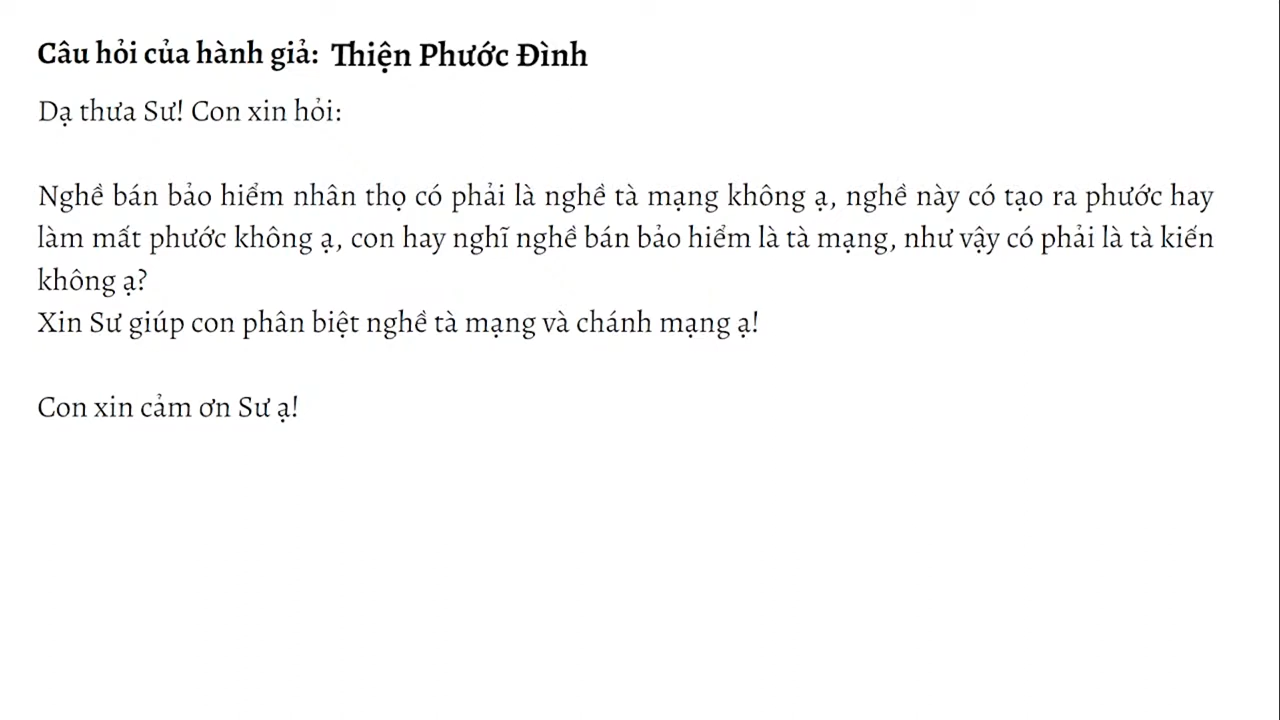 Câu hỏi của hành giả: Thiện Phước Đình
Dạ thưa Sư! Con xin hỏi:
Nghề bán bảo hiểm nhân thọ có phải là nghề tà mạng không ạ, nghề này có tạo ra phước hay
làm mất phước không ạ, con hay nghĩ nghề bán bảo hiểm là tà mạng, như vậy có phải là tà kiến
không ạ?
Xin Sư giúp con phân biệt nghề tà mạng và chánh mạng ạ!
Con xin cảm ơn Sư ạ!